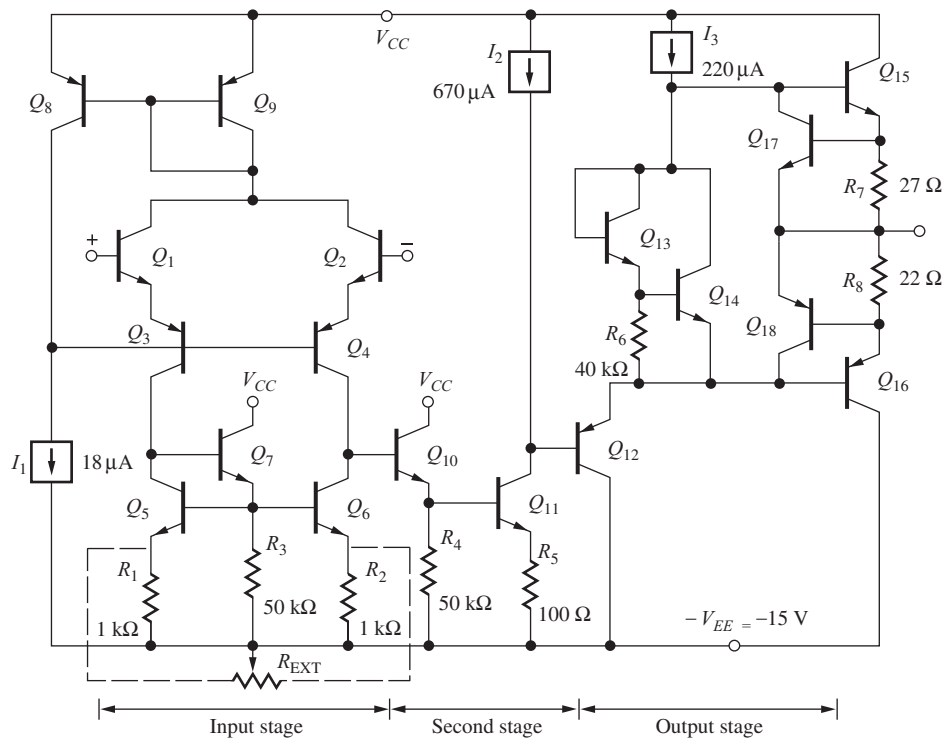 V_CC
I_2
670 μA
I_3
220 μA
Q_15
Q_8
Q_9
Q_17
R_7
27 Ω
+
Q_1
Q_2
−
Q_13
Q_14
R_8
22 Ω
Q_3
Q_4
R_6
40 kΩ
Q_18
Q_16
V_CC
V_CC
I_1
18 μA
Q_7
Q_10
Q_12
Q_5
Q_6
Q_11
R_1
1 kΩ
R_3
50 kΩ
R_2
1 kΩ
R_4
50 kΩ
R_5
100 Ω
− V_EE = −15 V
R_EXT
Input stage
Second stage
Output stage